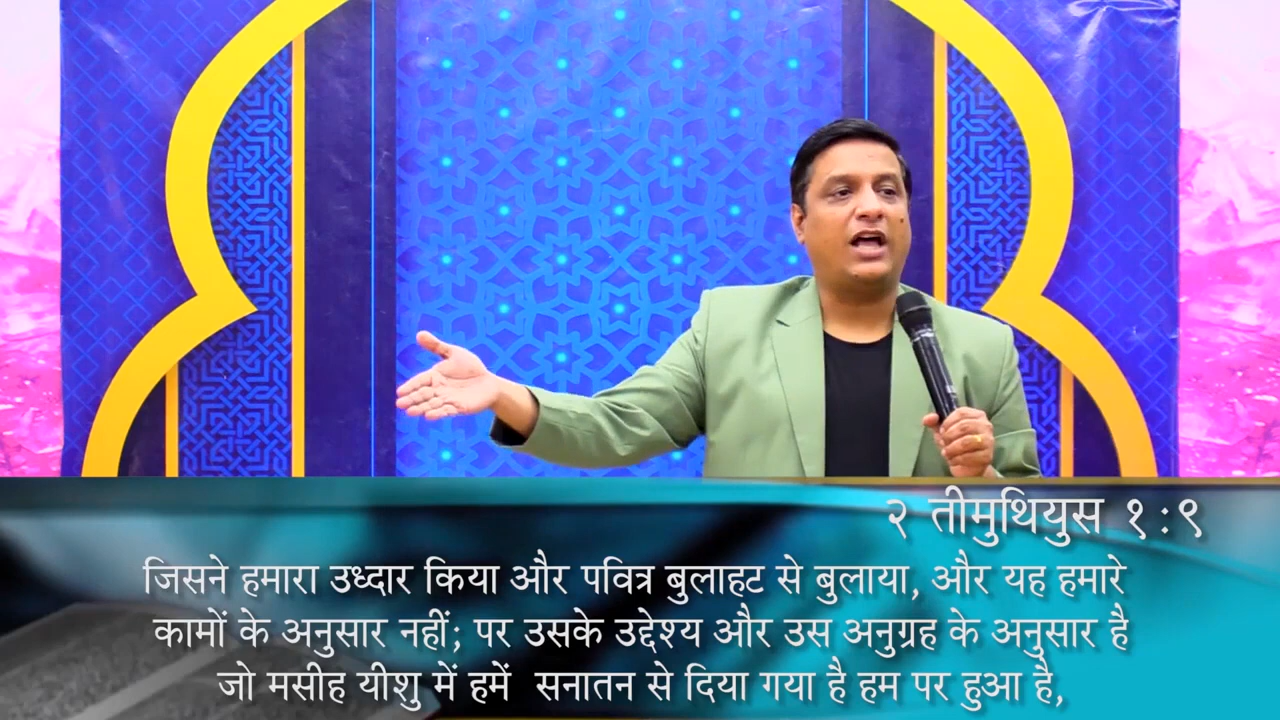 २ तीमुथियुस १:९
जिसने हमारा उध्दार किया और पवित्र बुलाहट से बुलाया, और यह हमारे
कामों के अनुसार नहीं; पर उसके उद्देश्य और उस अनुग्रह के अनुसार है
जो मसीह यीशु में हमें सनातन से दिया गया है हम पर हुआ है,